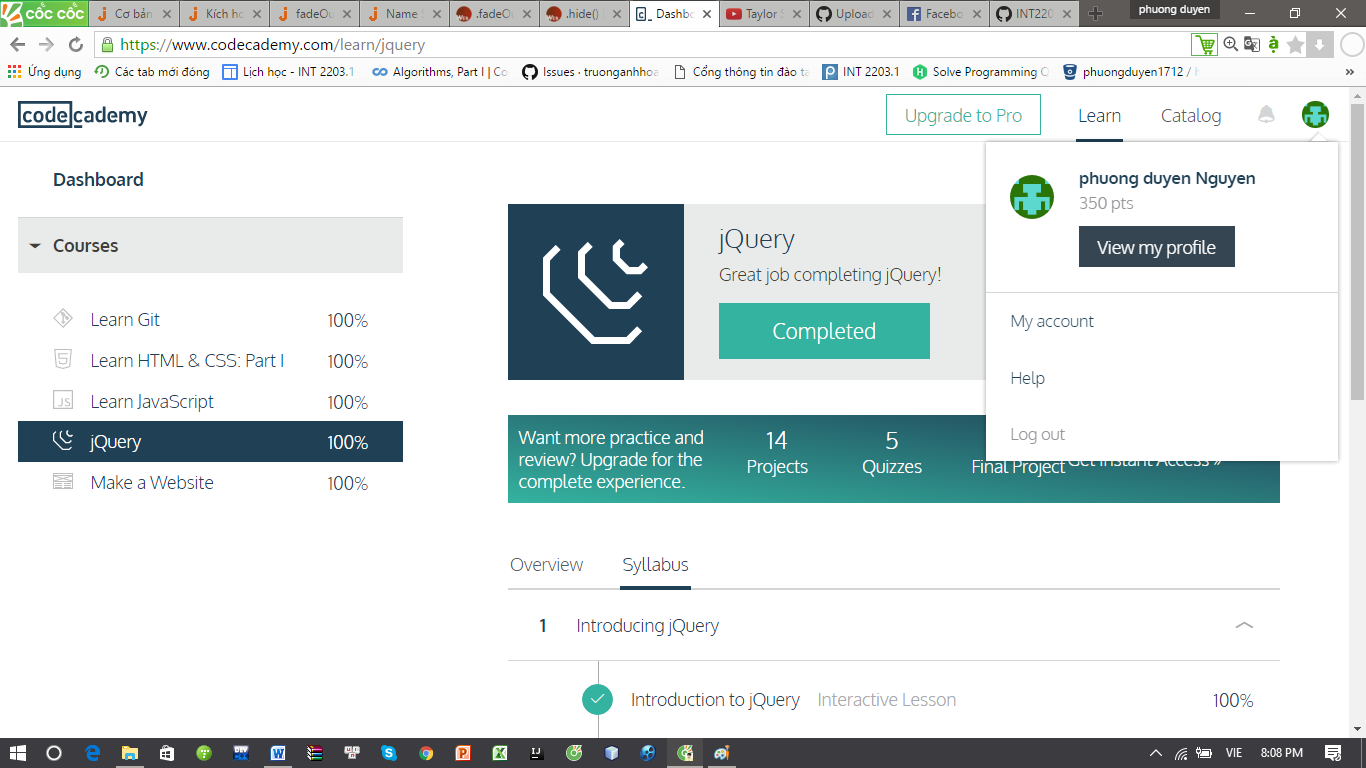 CỐC CỐC
Cơ bản
Kích ho
fadeOu
Name S
.fadeOu
.hide() |
Dashbo
Taylor S
Upload
Facebo
INT220
phuong duyen
https://www.codecademy.com/learn/jquery
Ứng dụng
Các tab mới đóng
Lịch học - INT 2203.1
Algorithms, Part I | Co
Issues · truonganhhoa
Cổng thông tin đào tạ
INT 2203.1
Solve Programming Q
phuongduyen1712 / h
»
codecademy
Upgrade to Pro
Learn
Catalog
Dashboard
Courses
Learn Git 100%
Learn HTML & CSS: Part I 100%
Learn JavaScript 100%
jQuery 100%
Make a Website 100%
jQuery
Great job completing jQuery!
Completed
phuong duyen Nguyen
350 pts
View my profile
My account
Help
Log out
Want more practice and
review? Upgrade for the
complete experience.
14
Projects
5
Quizzes
Final Project
Get Instant Access »
Overview
Syllabus
1 Introducing jQuery
Introduction to jQuery Interactive Lesson 100%
VIE
8:08 PM